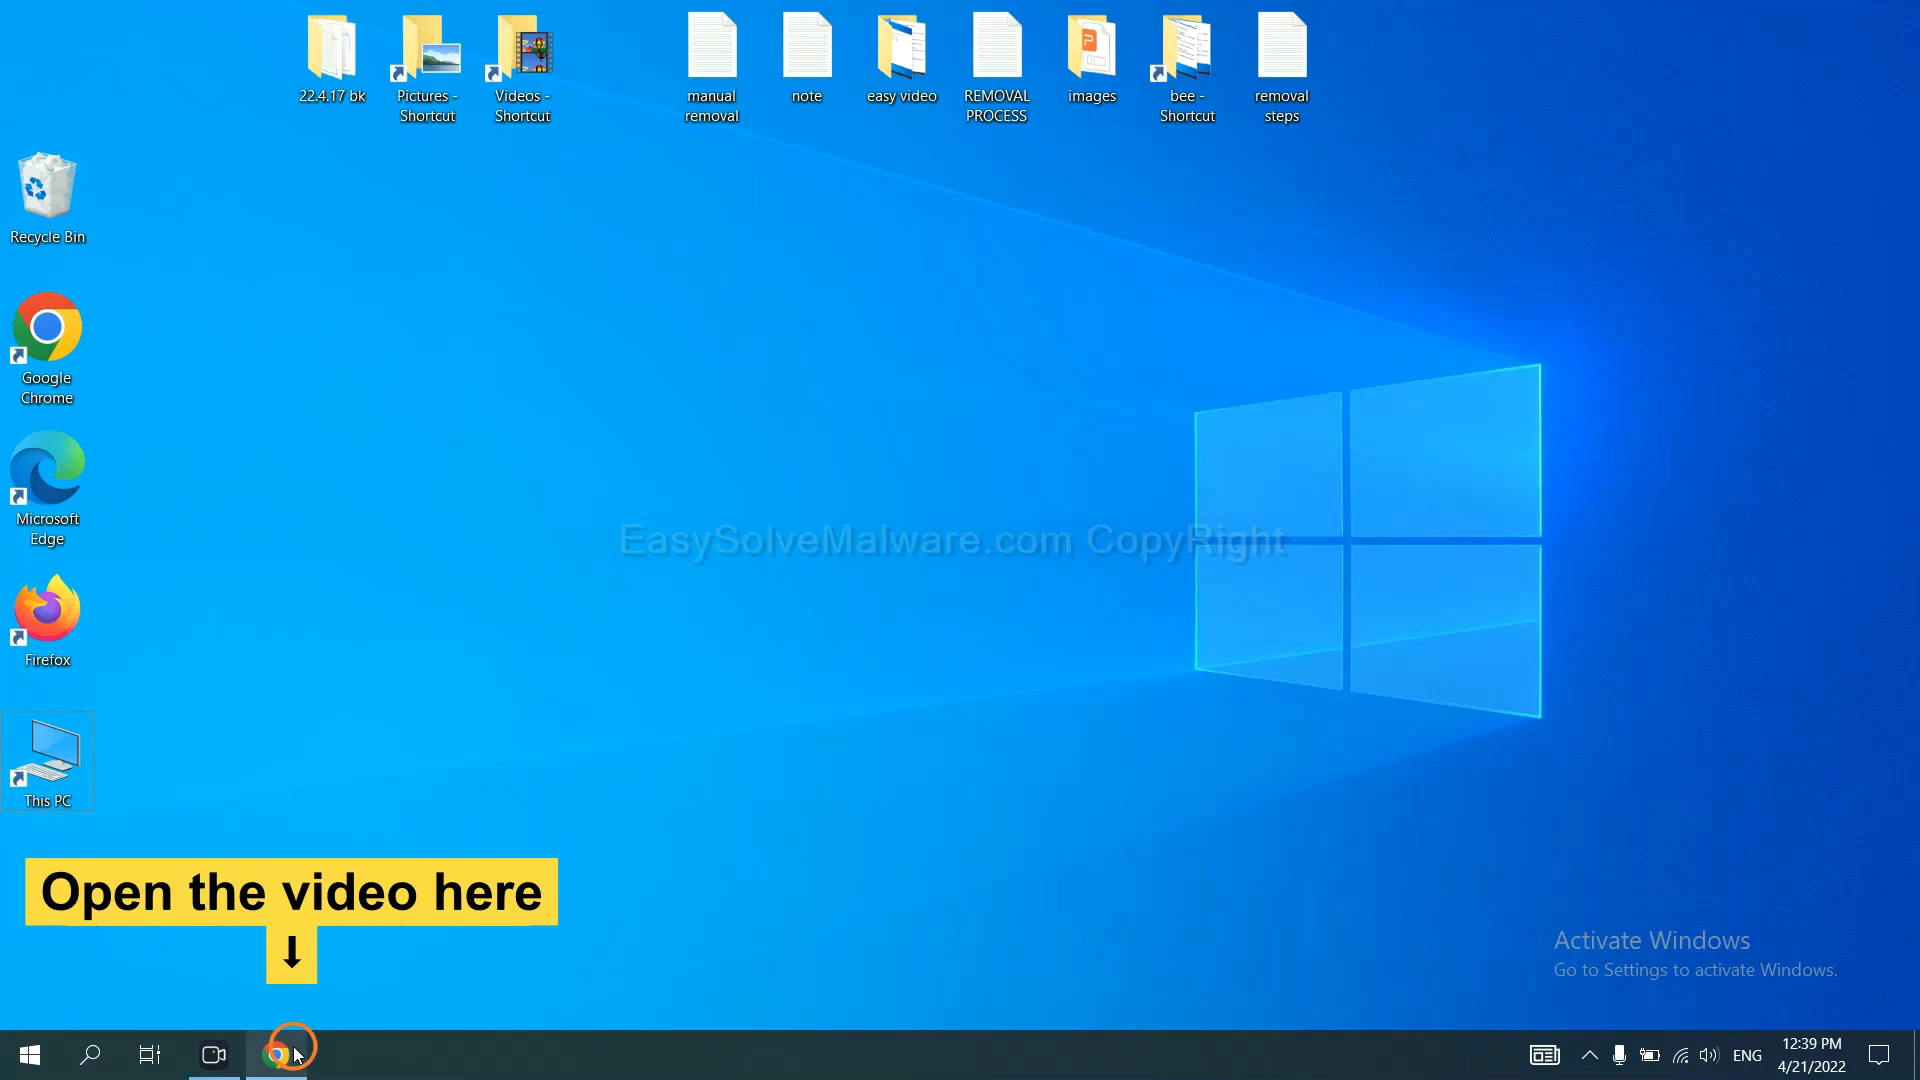 22.4.17 bk
Pictures -
Shortcut
Videos -
Shortcut
manual
removal
note
easy video
REMOVAL
PROCESS
images
bee -
Shortcut
removal
steps
Recycle Bin
Google
Chrome
Microsoft
Edge
Firefox
This PC
EasySolveMalware.com CopyRight
Open the video here
↓
Activate Windows
Go to Settings to activate Windows.
ENG
12:39 PM
4/21/2022